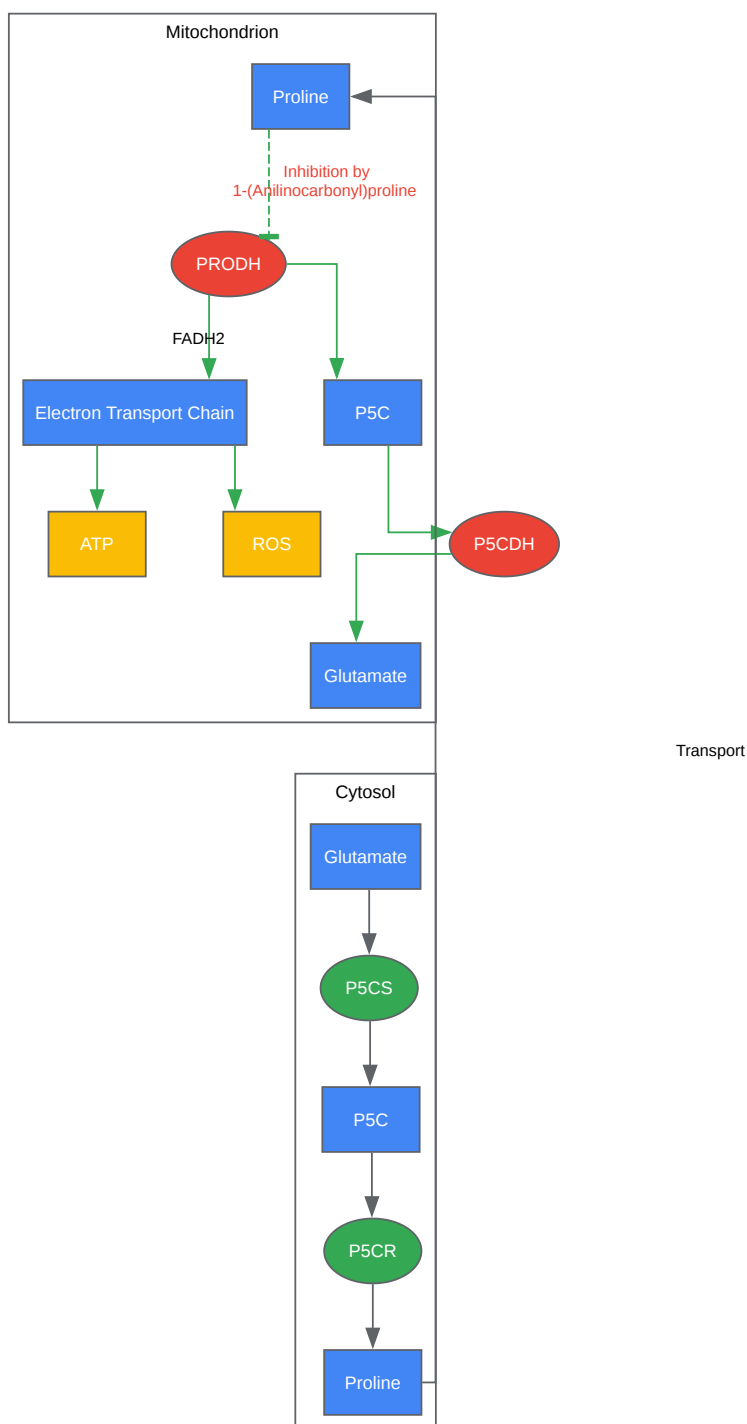 Mitochondrion
Proline
Inhibition by
1-(Anilinocarbonyl)proline
PRODH
FADH2
Electron Transport Chain
P5C
ATP
ROS
P5CDH
Glutamate
Transport
Cytosol
Glutamate
P5CS
P5C
P5CR
Proline